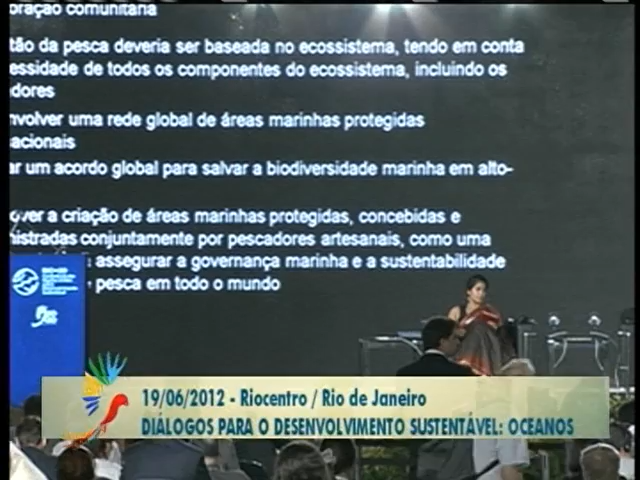 oração comunitária
tão da pesca deveria ser baseada no ecossistema, tendo em conta
essidade de todos os componentes do ecossistema, incluindo os
dores
nvolver uma rede global de áreas marinhas protegidas
acionais
ar um acordo global para salvar a biodiversidade marinha em alto-
over a criação de áreas marinhas protegidas, concebidas e
nistradas conjuntamente por pescadores artesanais, como uma
assegurar a governança marinha e a sustentabilidade
pesca em todo o mundo
19/06/2012 - Riocentro / Rio de Janeiro
DIÁLOGOS PARA O DESENVOLVIMENTO SUSTENTÁVEL: OCEANOS